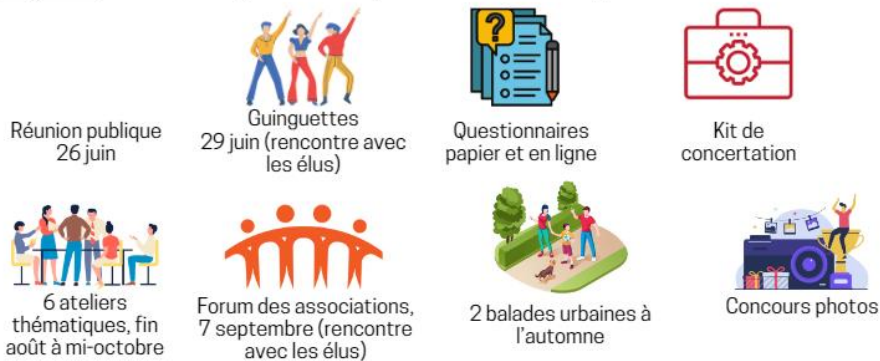 Réunion publique
26 juin
Guinguettes
29 juin (rencontre avec
les élus)
?
Questionnaires
papier et en ligne
Kit de
concertation
6 ateliers
thématiques, fin
août à mi-octobre
Forum des associations,
7 septembre (rencontre
avec les élus)
2 balades urbaines à
l'automne
Concours photos